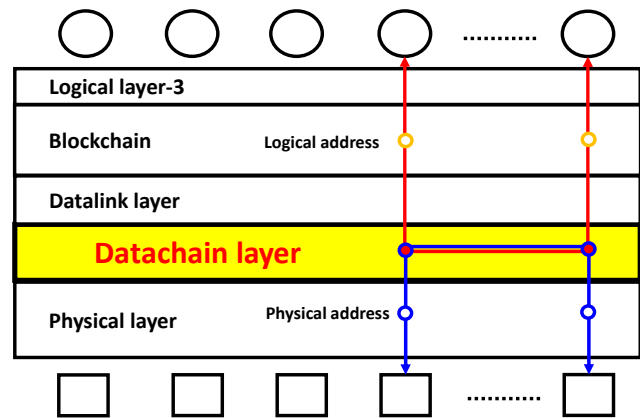 Logical layer-3
Blockchain
Logical address
Datalink layer
Datachain layer
Physical layer
Physical address